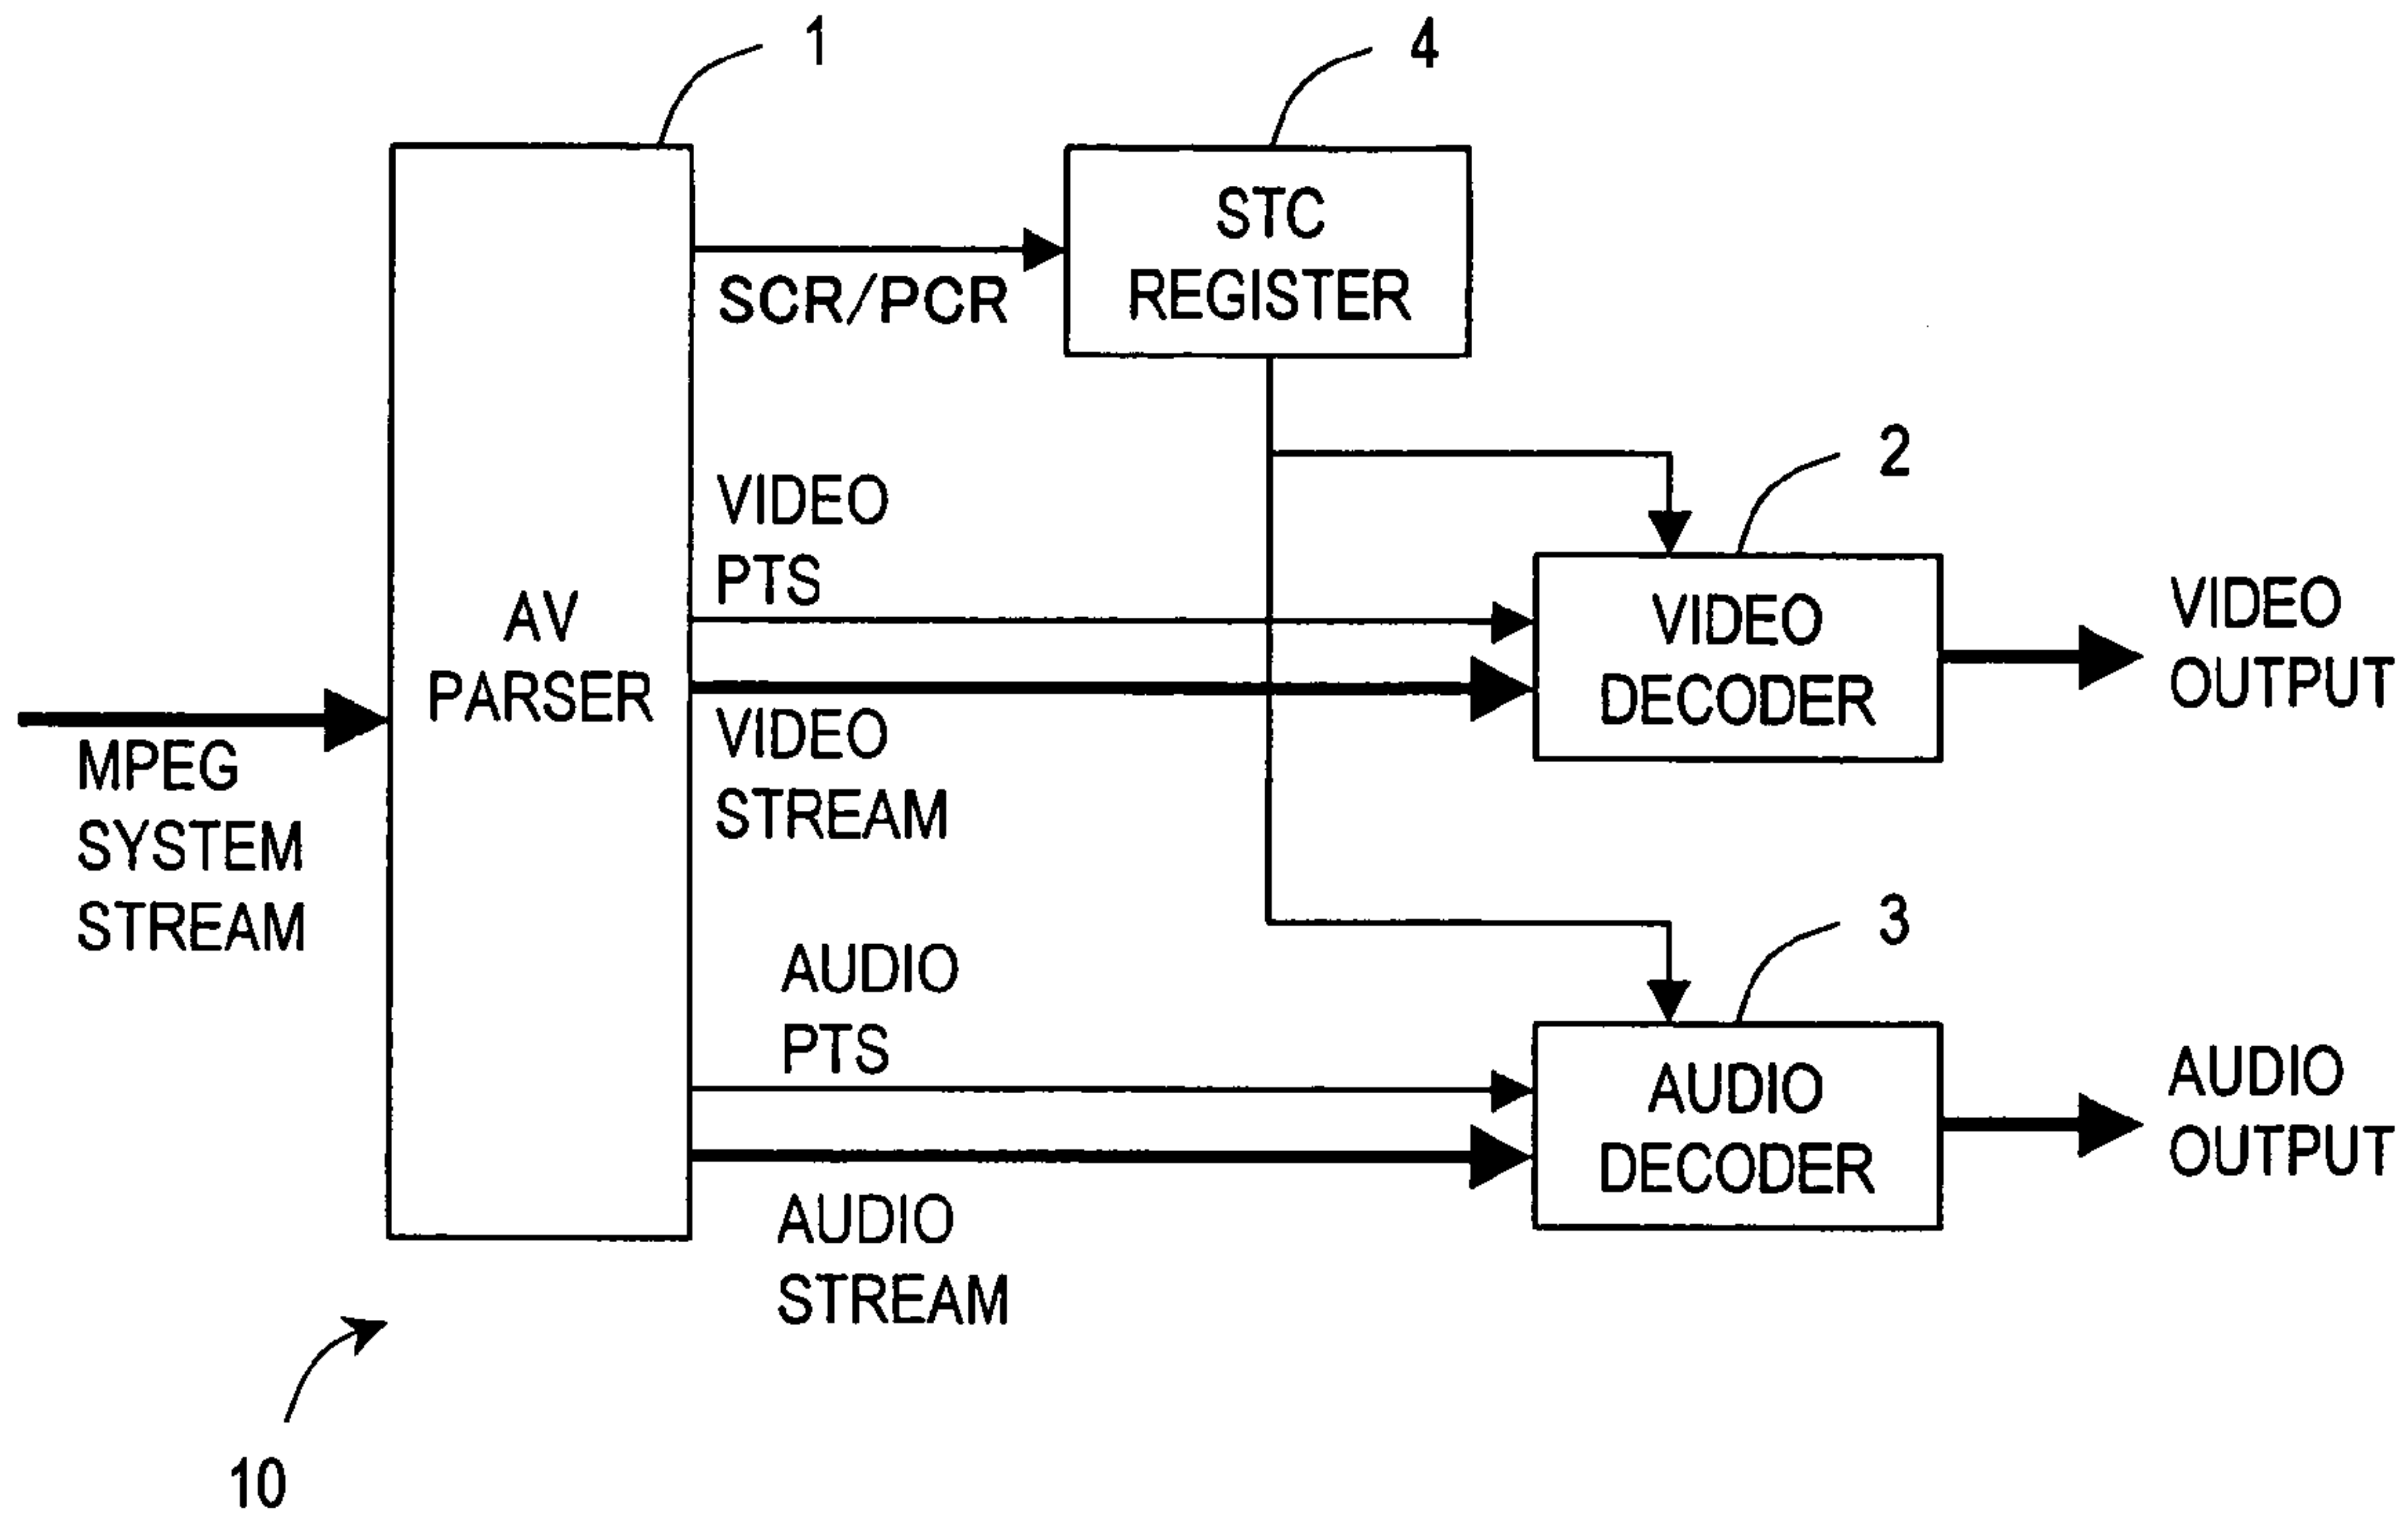 1
4
STC
REGISTER
SCR/PCR
2
VIDEO
PTS
AV
PARSER
VIDEO
DECODER
VIDEO
OUTPUT
MPEG
SYSTEM
STREAM
VIDEO
STREAM
3
AUDIO
PTS
AUDIO
DECODER
AUDIO
OUTPUT
AUDIO
STREAM
10